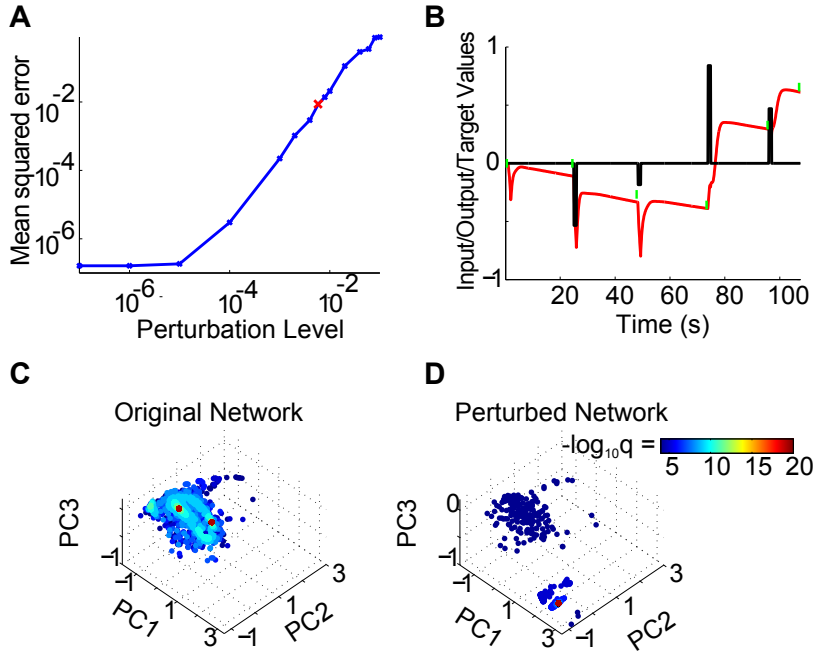 A
B
Mean squared error
10-2
10-4
10-6
10-6
10-4
10-2
Perturbation Level
Input/Output/Target Values
1
0
−1
0
20
40
60
80
100
Time (s)
C
D
Original Network
Perturbed Network
-log10q =
5
10
15
20
PC3
−1
−1
1
3
PC1
−1
1
3
PC2
PC3
0
−1
−1
1
3
PC1
−1
1
3
PC2